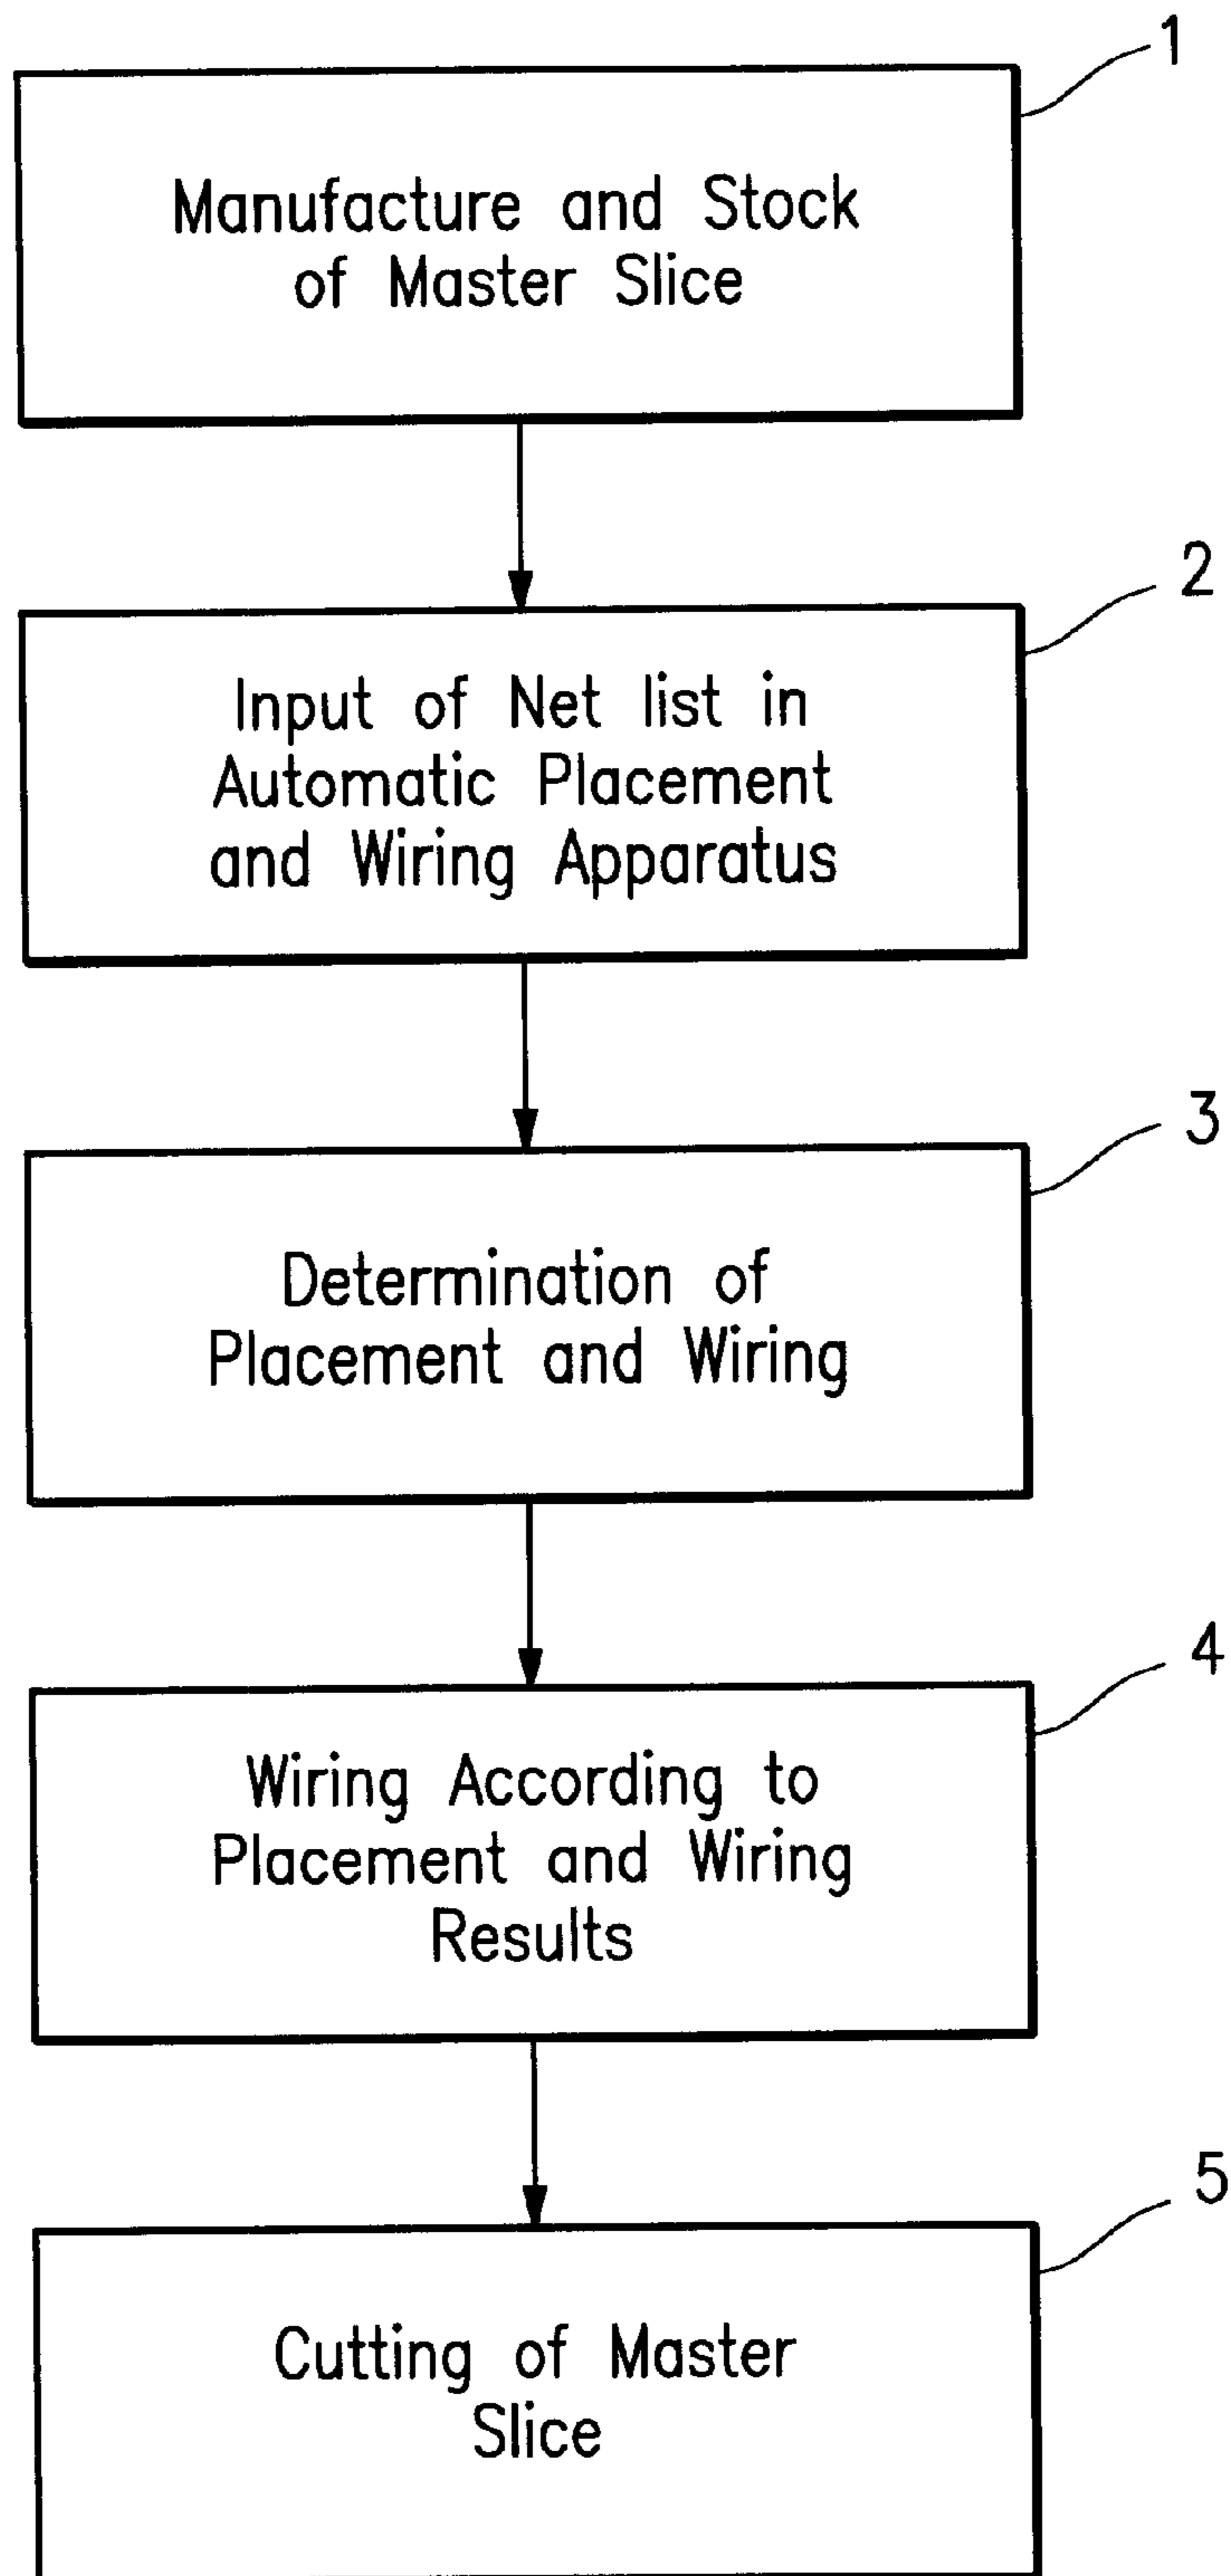 1
Manufacture and Stock
of Master Slice
2
Input of Net list in
Automatic Placement
and Wiring Apparatus
3
Determination of
Placement and Wiring
4
Wiring According to
Placement and Wiring
Results
5
Cutting of Master
Slice